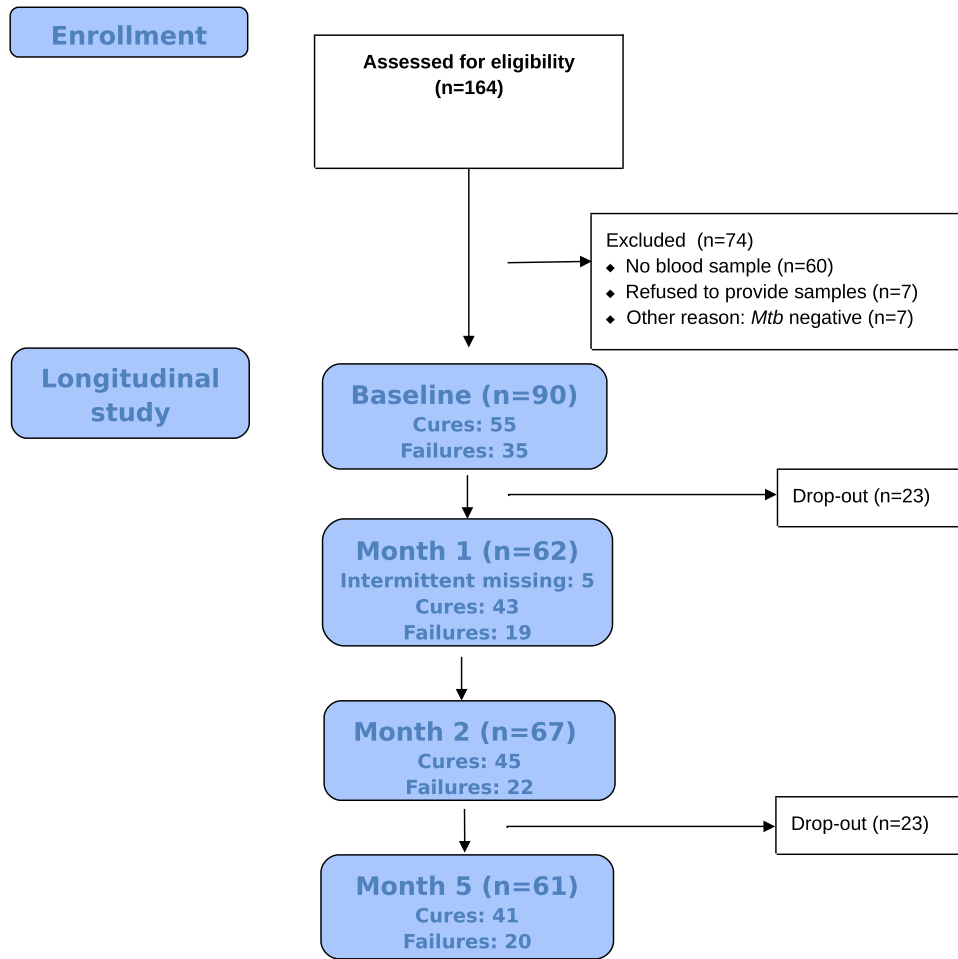 Enrollment
Assessed for eligibility
(n=164)
Excluded (n=74)
◆ No blood sample (n=60)
◆ Refused to provide samples (n=7)
◆ Other reason: Mtb negative (n=7)
Longitudinal
study
Baseline (n=90)
Cures: 55
Failures: 35
Drop-out (n=23)
Month 1 (n=62)
Intermittent missing: 5
Cures: 43
Failures: 19
Month 2 (n=67)
Cures: 45
Failures: 22
Drop-out (n=23)
Month 5 (n=61)
Cures: 41
Failures: 20